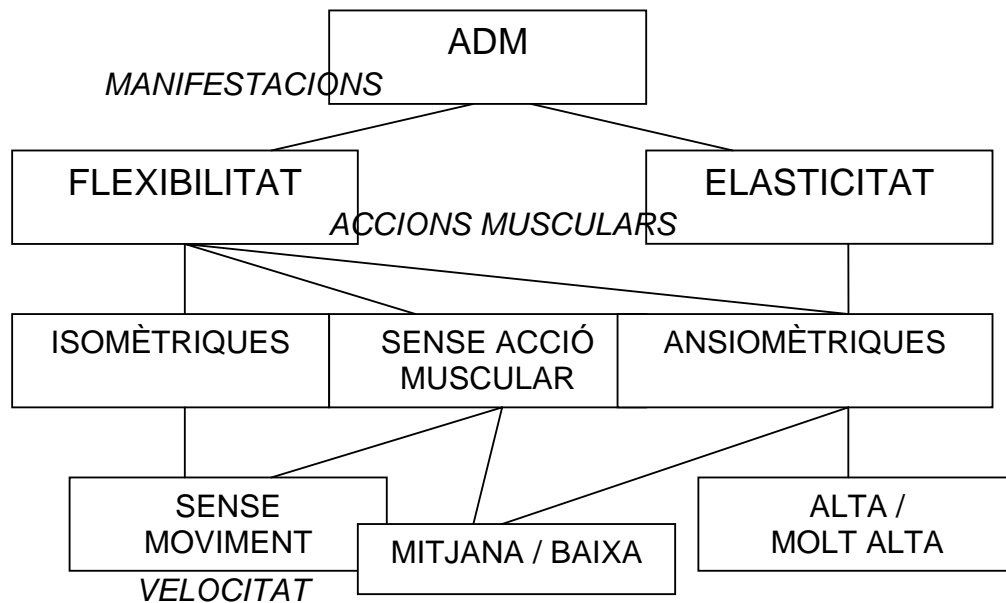 ADM
MANIFESTACIONS
FLEXIBILITAT
ELASTICITAT
ACCIONS MUSCULARS
ISOMÈTRIQUES
SENSE ACCIÓ
MUSCULAR
ANSIOMÈTRIQUES
SENSE
MOVIMENT
MITJANA / BAIXA
ALTA /
MOLT ALTA
VELOCITAT